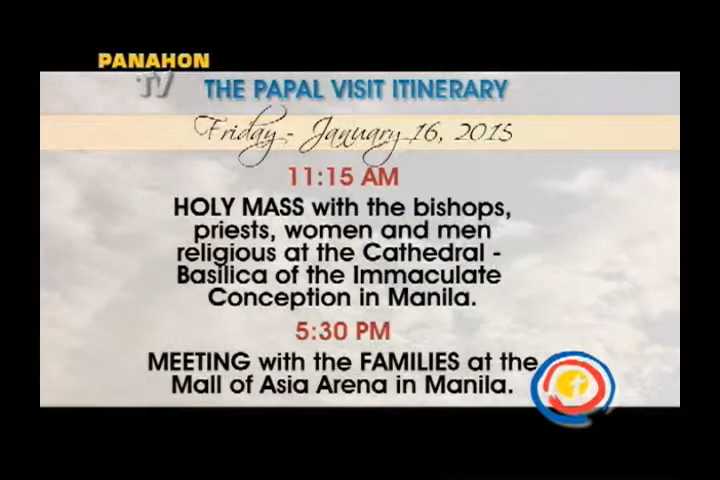 PANAHON
TV
THE PAPAL VISIT ITINERARY
Friday - January 16, 2015
11:15 AM
HOLY MASS with the bishops,
priests, women and men
religious at the Cathedral -
Basilica of the Immaculate
Conception in Manila.
5:30 PM
MEETING with the FAMILIES at the
Mall of Asia Arena in Manila.